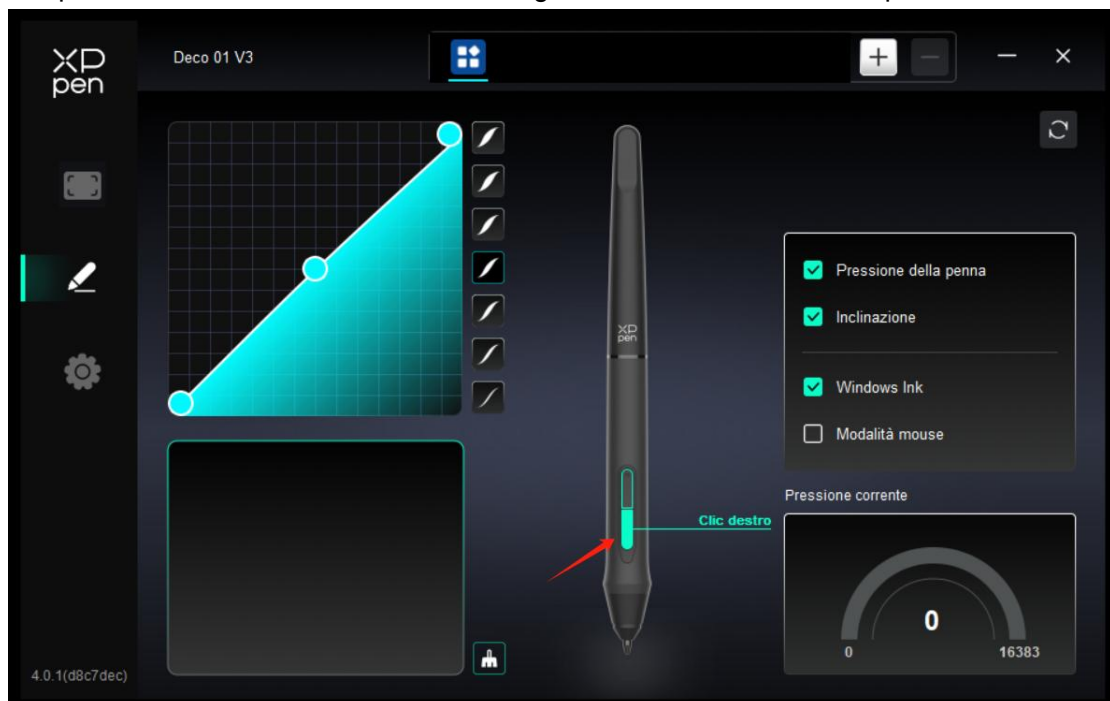 XP
pen
Deco 01 V3
XP
pen
Pressione della penna
Inclinazione
Windows Ink
Modalità mouse
Clic destro
Pressione corrente
0
0
16383
4.0.1(d8c7dec)